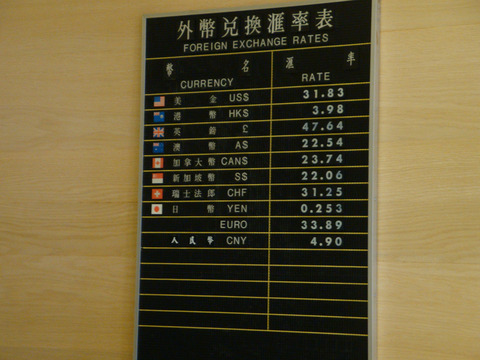 外幣兌換滙率表
FOREIGN EXCHANGE RATES
幣 名 滙 率
CURRENCY RATE
美 金 US$ 31.83
港 幣 HK$ 3.98
英 鎊 £ 47.64
澳 幣 A$ 22.54
加拿大幣 CAN$ 23.74
新加坡幣 S$ 22.06
瑞士法郎 CHF 31.25
日 幣 YEN 0.253
EURO 33.89
人民幣 CNY 4.90